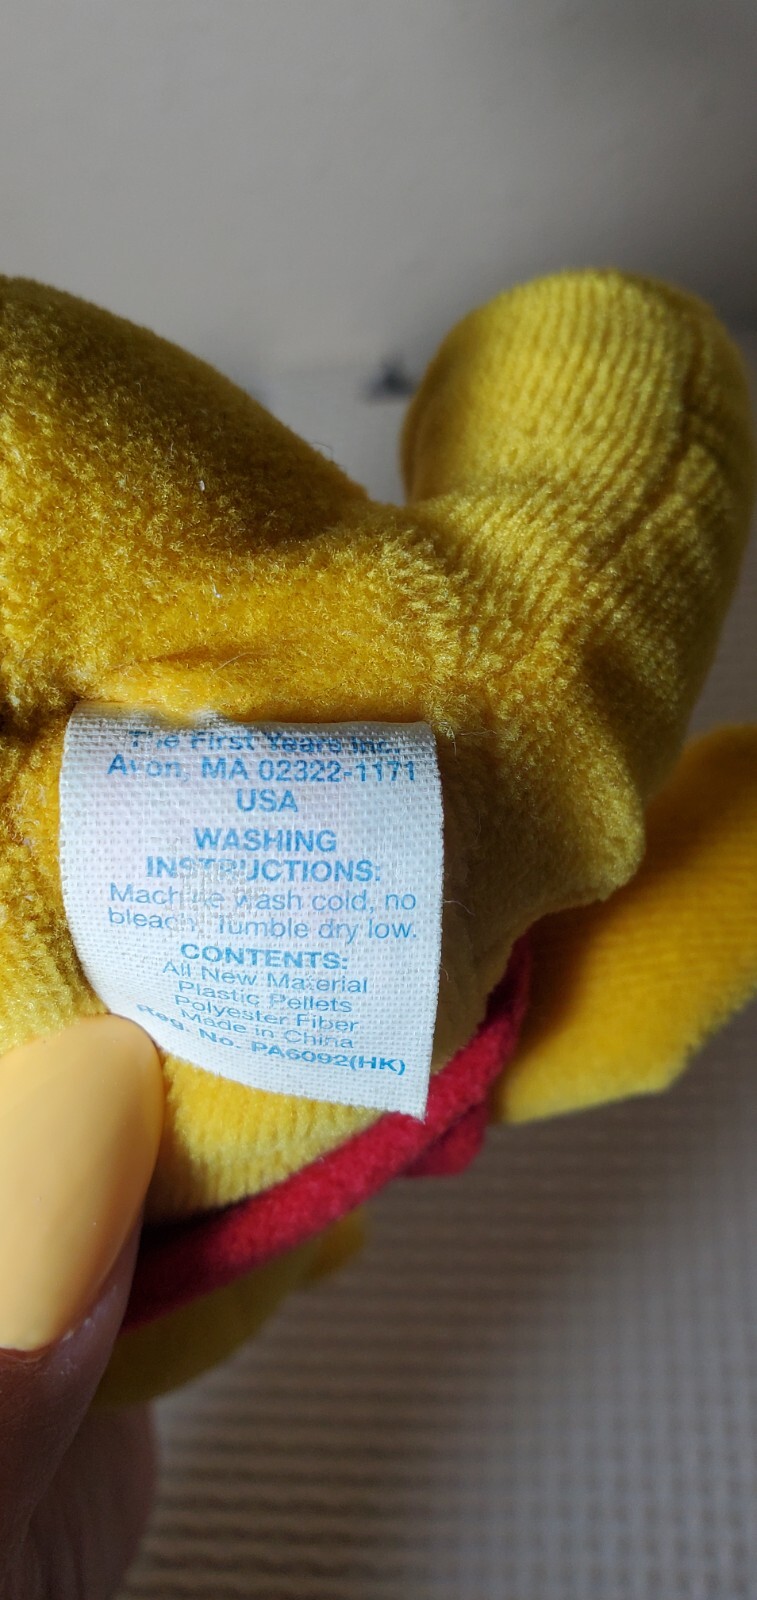 The First Years Inc.
Avon, MA 02322-1171
USA
WASHING
INSTRUCTIONS:
Machine wash cold, no
bleach, Tumble dry low.
CONTENTS:
All New Material
Plastic Pellets
Polyester Fiber
Made in China
Reg. No. PA6092(HK)